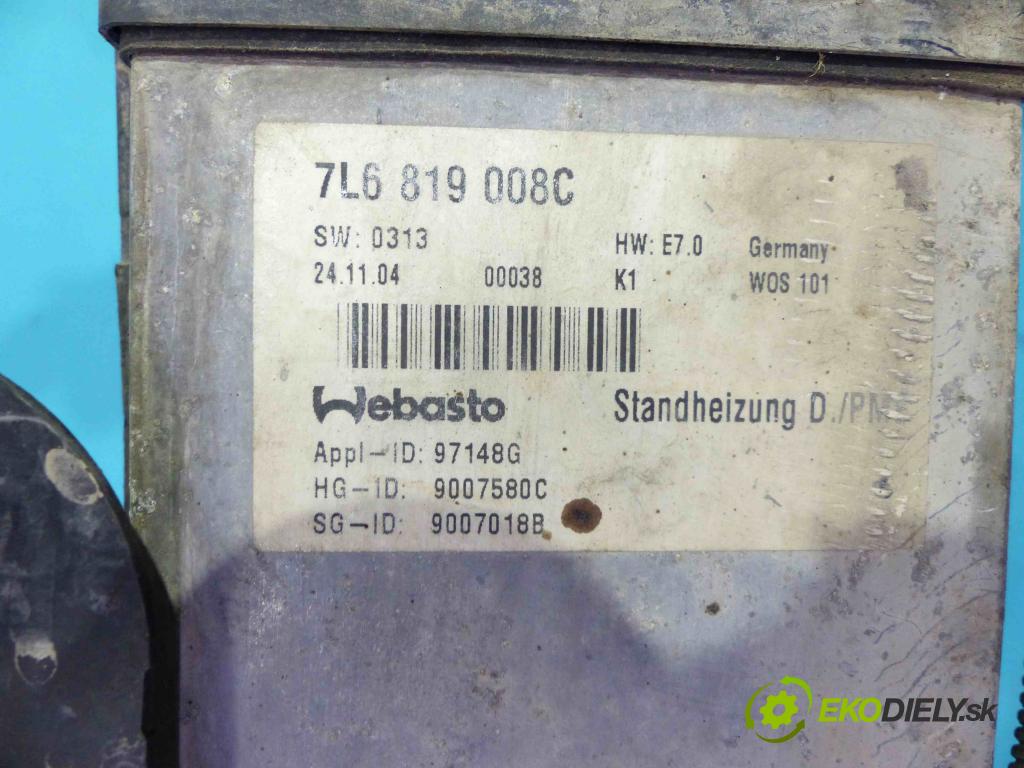 7L6 819 008C
SW: 0313 HW: E7.0 Germany
24.11.04 00038 K1 WOS 101
Webasto Standheizung D./PM
Appl-ID: 97148G
HG-ID: 9007580C
SG-ID: 9007018B
EKODIELY.sk